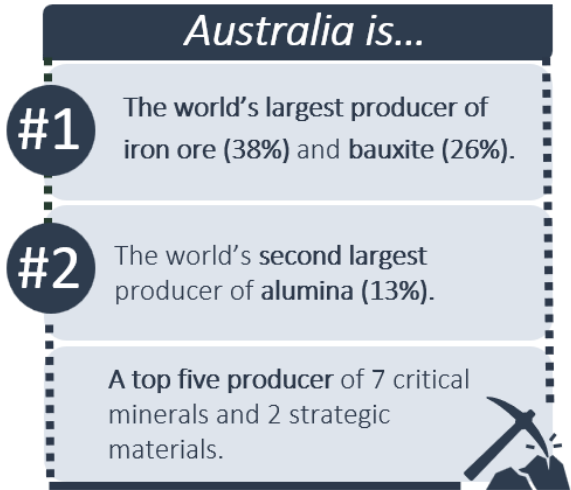 Australia is...
#1
The world's largest producer of
iron ore (38%) and bauxite (26%).
#2
The world's second largest
producer of alumina (13%).
A top five producer of 7 critical
minerals and 2 strategic
materials.